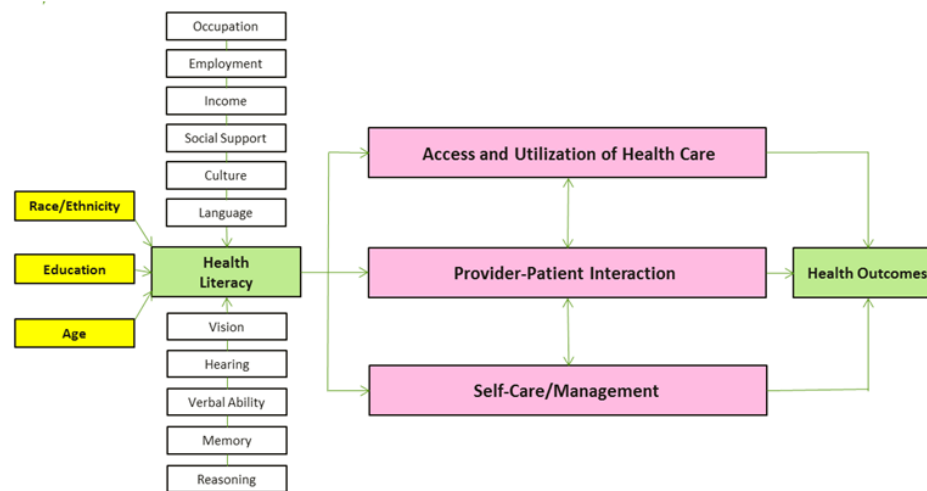 Occupation
Employment
Income
Social Support
Culture
Language
Race/Ethnicity
Education
Age
Health
Literacy
Vision
Hearing
Verbal Ability
Memory
Reasoning
Access and Utilization of Health Care
Provider-Patient Interaction
Self-Care/Management
Health Outcomes